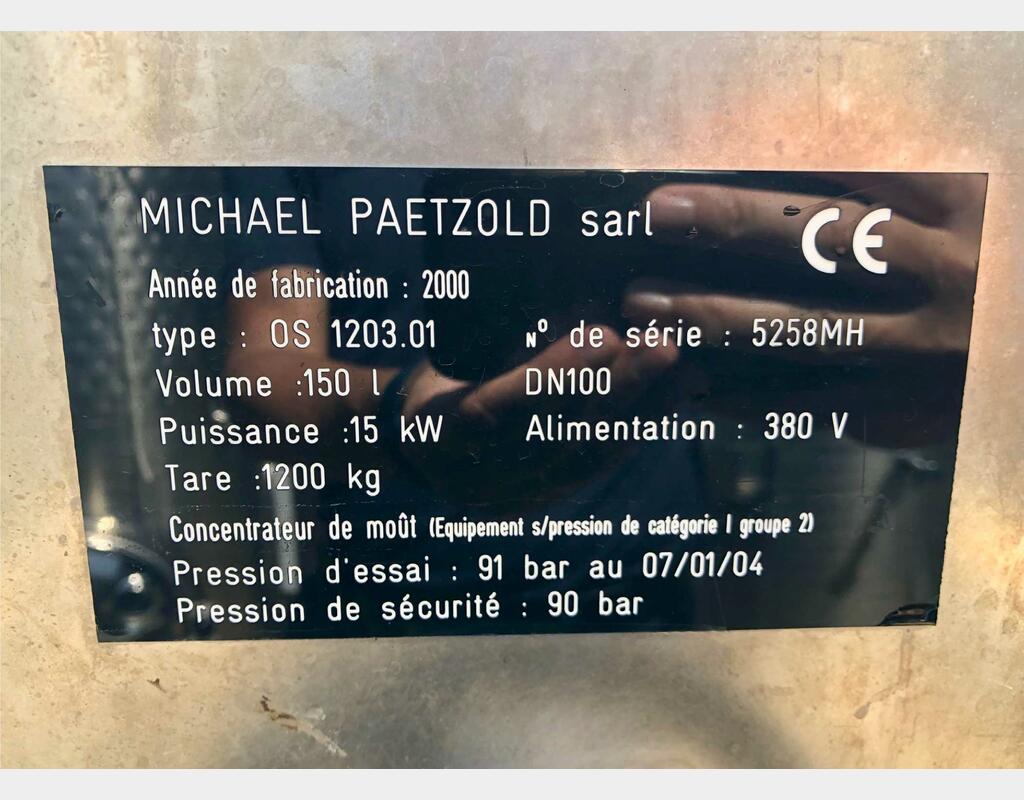 MICHAEL PAETZOLD sarl CE
Année de fabrication : 2000
type : OS 1203.01 N° de série : 5258MH
Volume :150 l DN100
Puissance :15 kW Alimentation : 380 V
Tare :1200 kg
Concentrateur de moût (Equipement s/pression de catégorie I groupe 2)
Pression d'essai : 91 bar au 07/01/04
Pression de sécurité : 90 bar